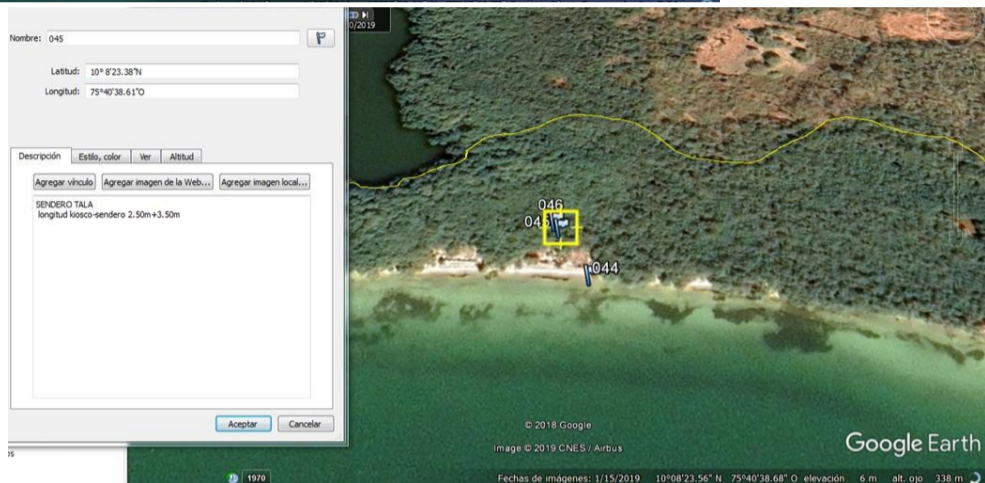 0/2019
Nombre: 045
Latitud: 10° 8'23.38"N
Longitud: 75°40'38.61"O
Descripción Estilo, color Ver Altitud
Agregar vínculo Agregar imagen de la Web... Agregar imagen local...
SENDERO TALA
longitud kiosco-sendero 2.50m+3.50m
Aceptar Cancelar
046
045
044
© 2018 Google
Image © 2019 CNES / Airbus
Google Earth
1970
Fechas de imágenes: 1/15/2019 10°08'23.56" N 75°40'38.68" O elevación 6 m alt. ojo 338 m